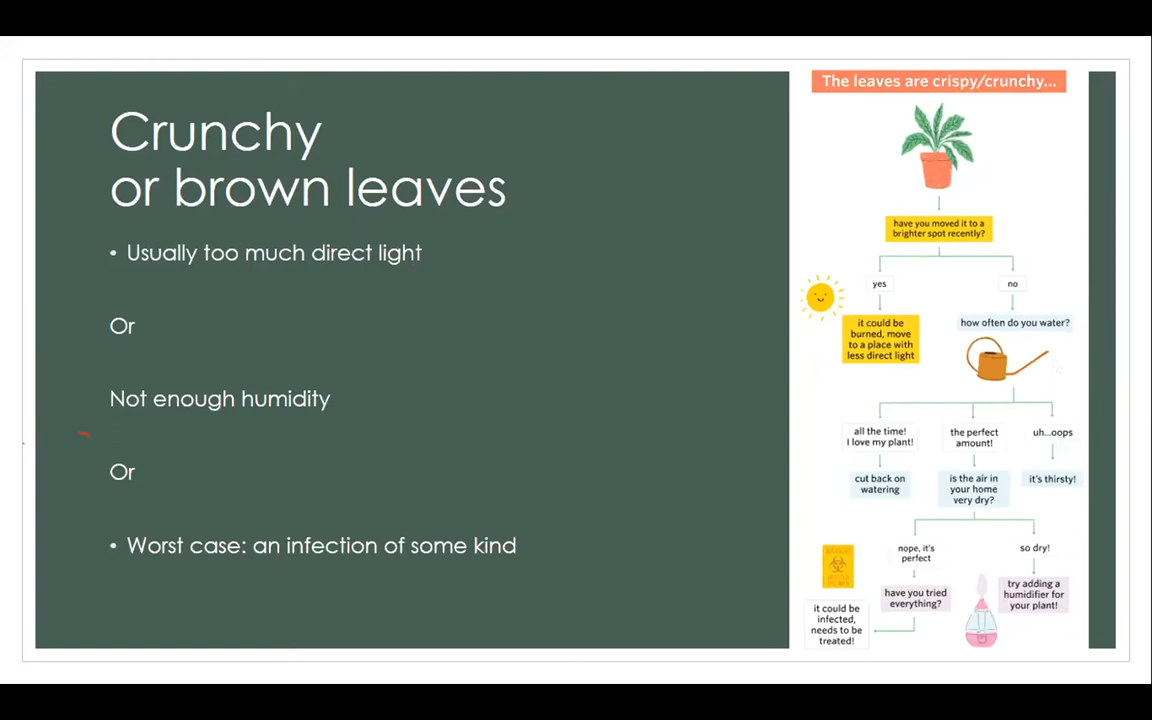 Crunchy
or brown leaves
• Usually too much direct light
Or
Not enough humidity
Or
• Worst case: an infection of some kind
The leaves are crispy/crunchy...
have you moved it to a
brighter spot recently?
yes
no
it could be
burned, move
to a place with
less direct light
how often do you water?
all the time!
I love my plant!
the perfect
amount!
uh...oops
cut back on
watering
is the air in
your home
very dry?
it's thirsty!
nope, it's
perfect
so dry!
have you tried
everything?
try adding a
humidifier for
your plant!
it could be
infected,
needs to be
treated!